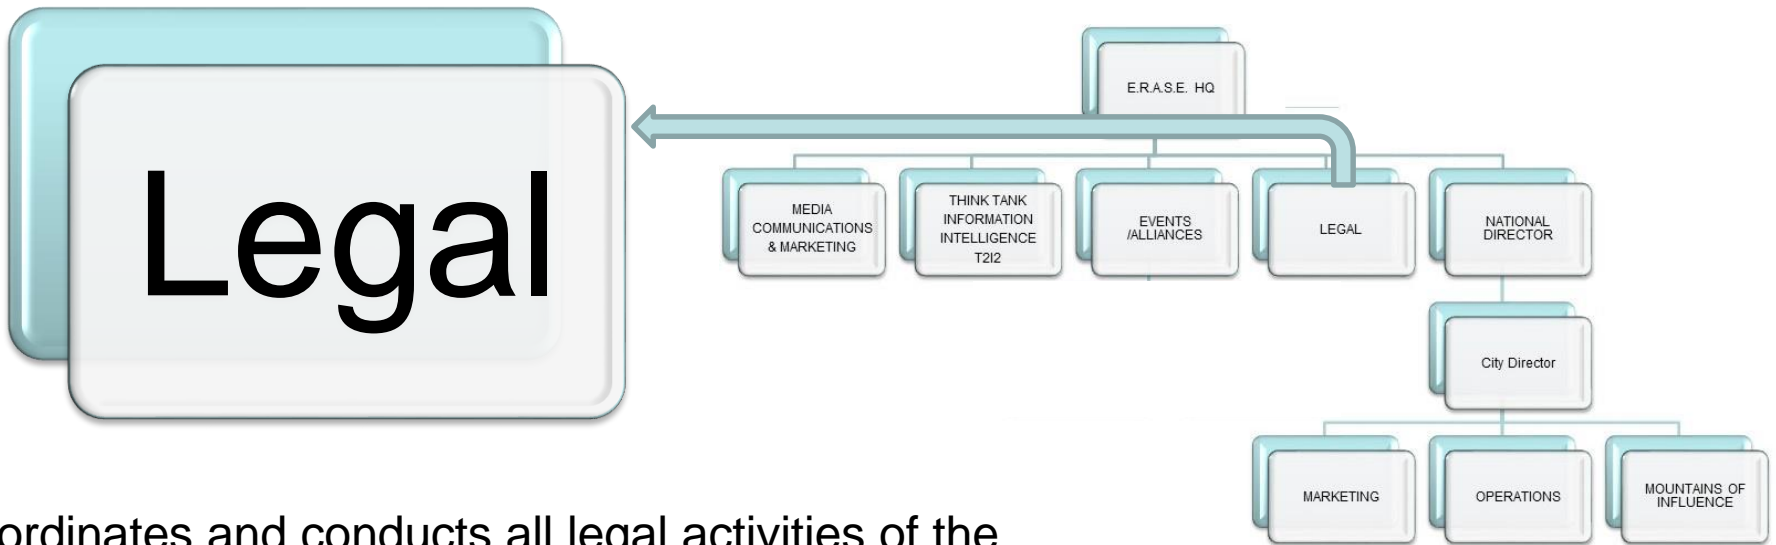 Legal
E.R.A.S.E. HQ
MEDIA
COMMUNICATIONS
& MARKETING
THINK TANK
INFORMATION
INTELLIGENCE
T2I2
EVENTS
/ALLIANCES
LEGAL
NATIONAL
DIRECTOR
City Director
MARKETING
OPERATIONS
MOUNTAINS OF
INFLUENCE
ordinates and conducts all legal activities of the